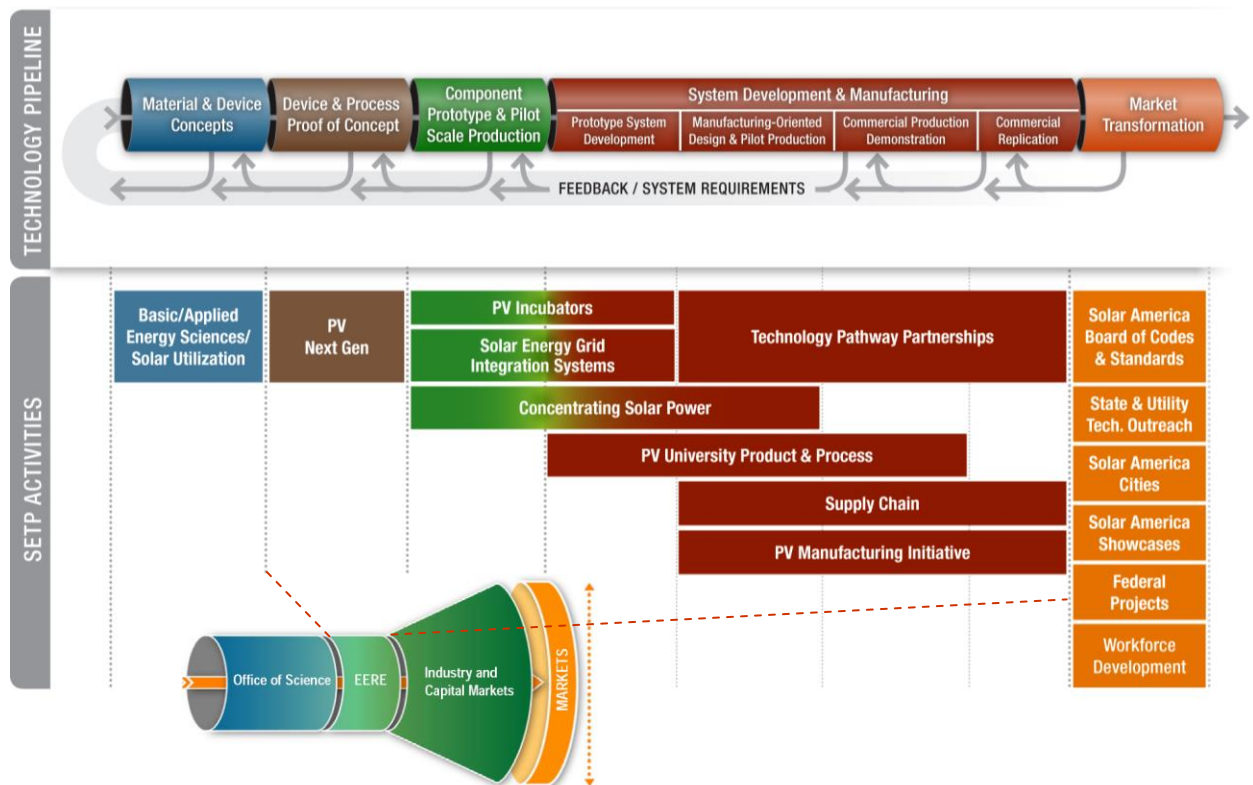 TECHNOLOGY PIPELINE
Material & Device
Concepts
Device & Process
Proof of Concept
Component
Prototype & Pilot
Scale Production
System Development & Manufacturing
Prototype System
Development
Manufacturing-Oriented
Design & Pilot Production
Commercial Production
Demonstration
Commercial
Replication
Market
Transformation
FEEDBACK / SYSTEM REQUIREMENTS
SETP ACTIVITIES
Basic/Applied
Energy Sciences/
Solar Utilization
PV
Next Gen
PV Incubators
Solar Energy Grid
Integration Systems
Technology Pathway Partnerships
Concentrating Solar Power
PV University Product & Process
Supply Chain
PV Manufacturing Initiative
Solar America
Board of Codes
& Standards
State & Utility
Tech. Outreach
Solar America
Cities
Solar America
Showcases
Federal
Projects
Workforce
Development
Office of Science
EERE
Industry and
Capital Markets
MARKETS